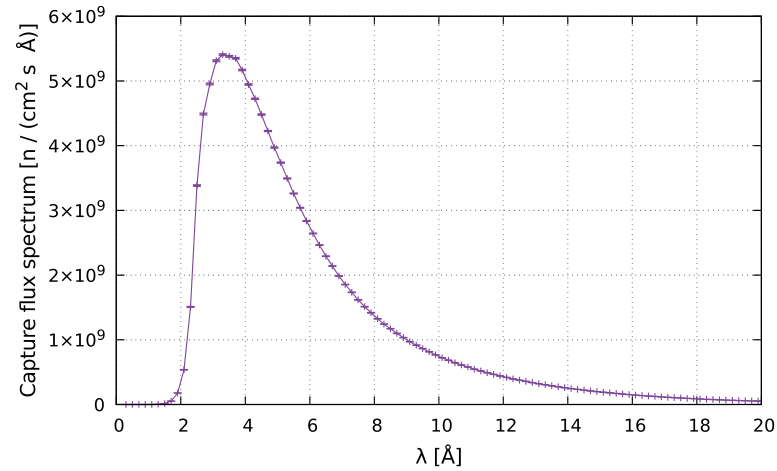 Capture flux spectrum [n / (cm² s Å)]
6×10⁹
5×10⁹
4×10⁹
3×10⁹
2×10⁹
1×10⁹
0
0 2 4 6 8 10 12 14 16 18 20
λ [Å]